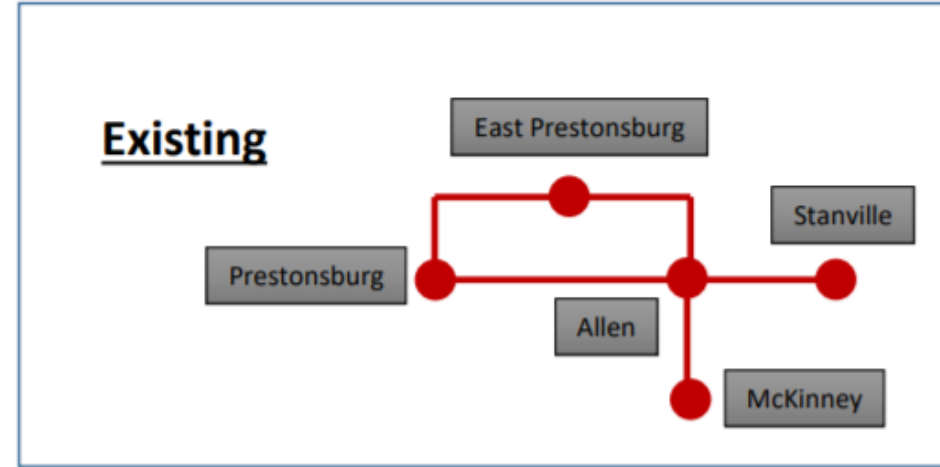 Existing
East Prestonsburg
Stanville
Prestonsburg
Allen
McKinney